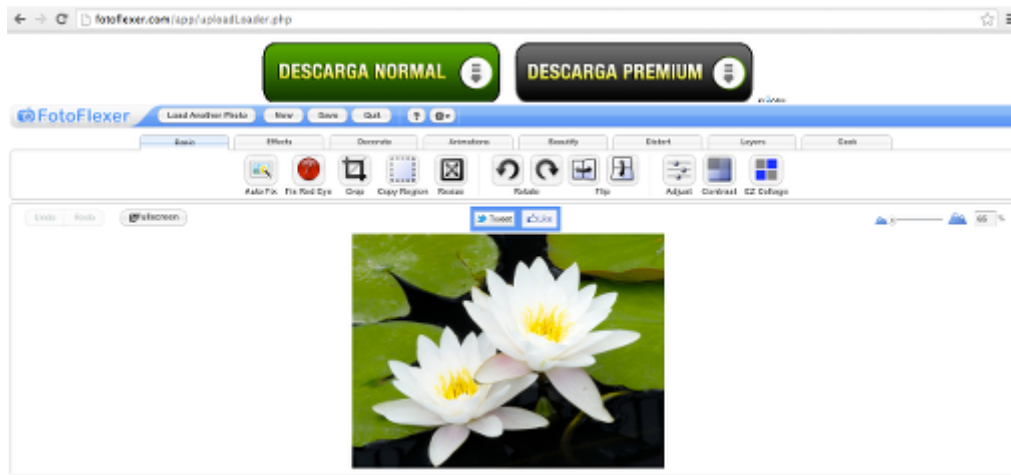 fotoflexer.com/app/uploadLoader.php
DESCARGA NORMAL DESCARGA PREMIUM
FotoFlexer Load Another Photo New Save Quit ?
Basic Effects Decorate Animations Beautify Distort Layers Geek
Auto Fix Fix Red Eye Crop Copy Region Resize Rotate Flip Adjust Contrast EZ Collage
Undo Redo Fullscreen Tweet Like 65 %